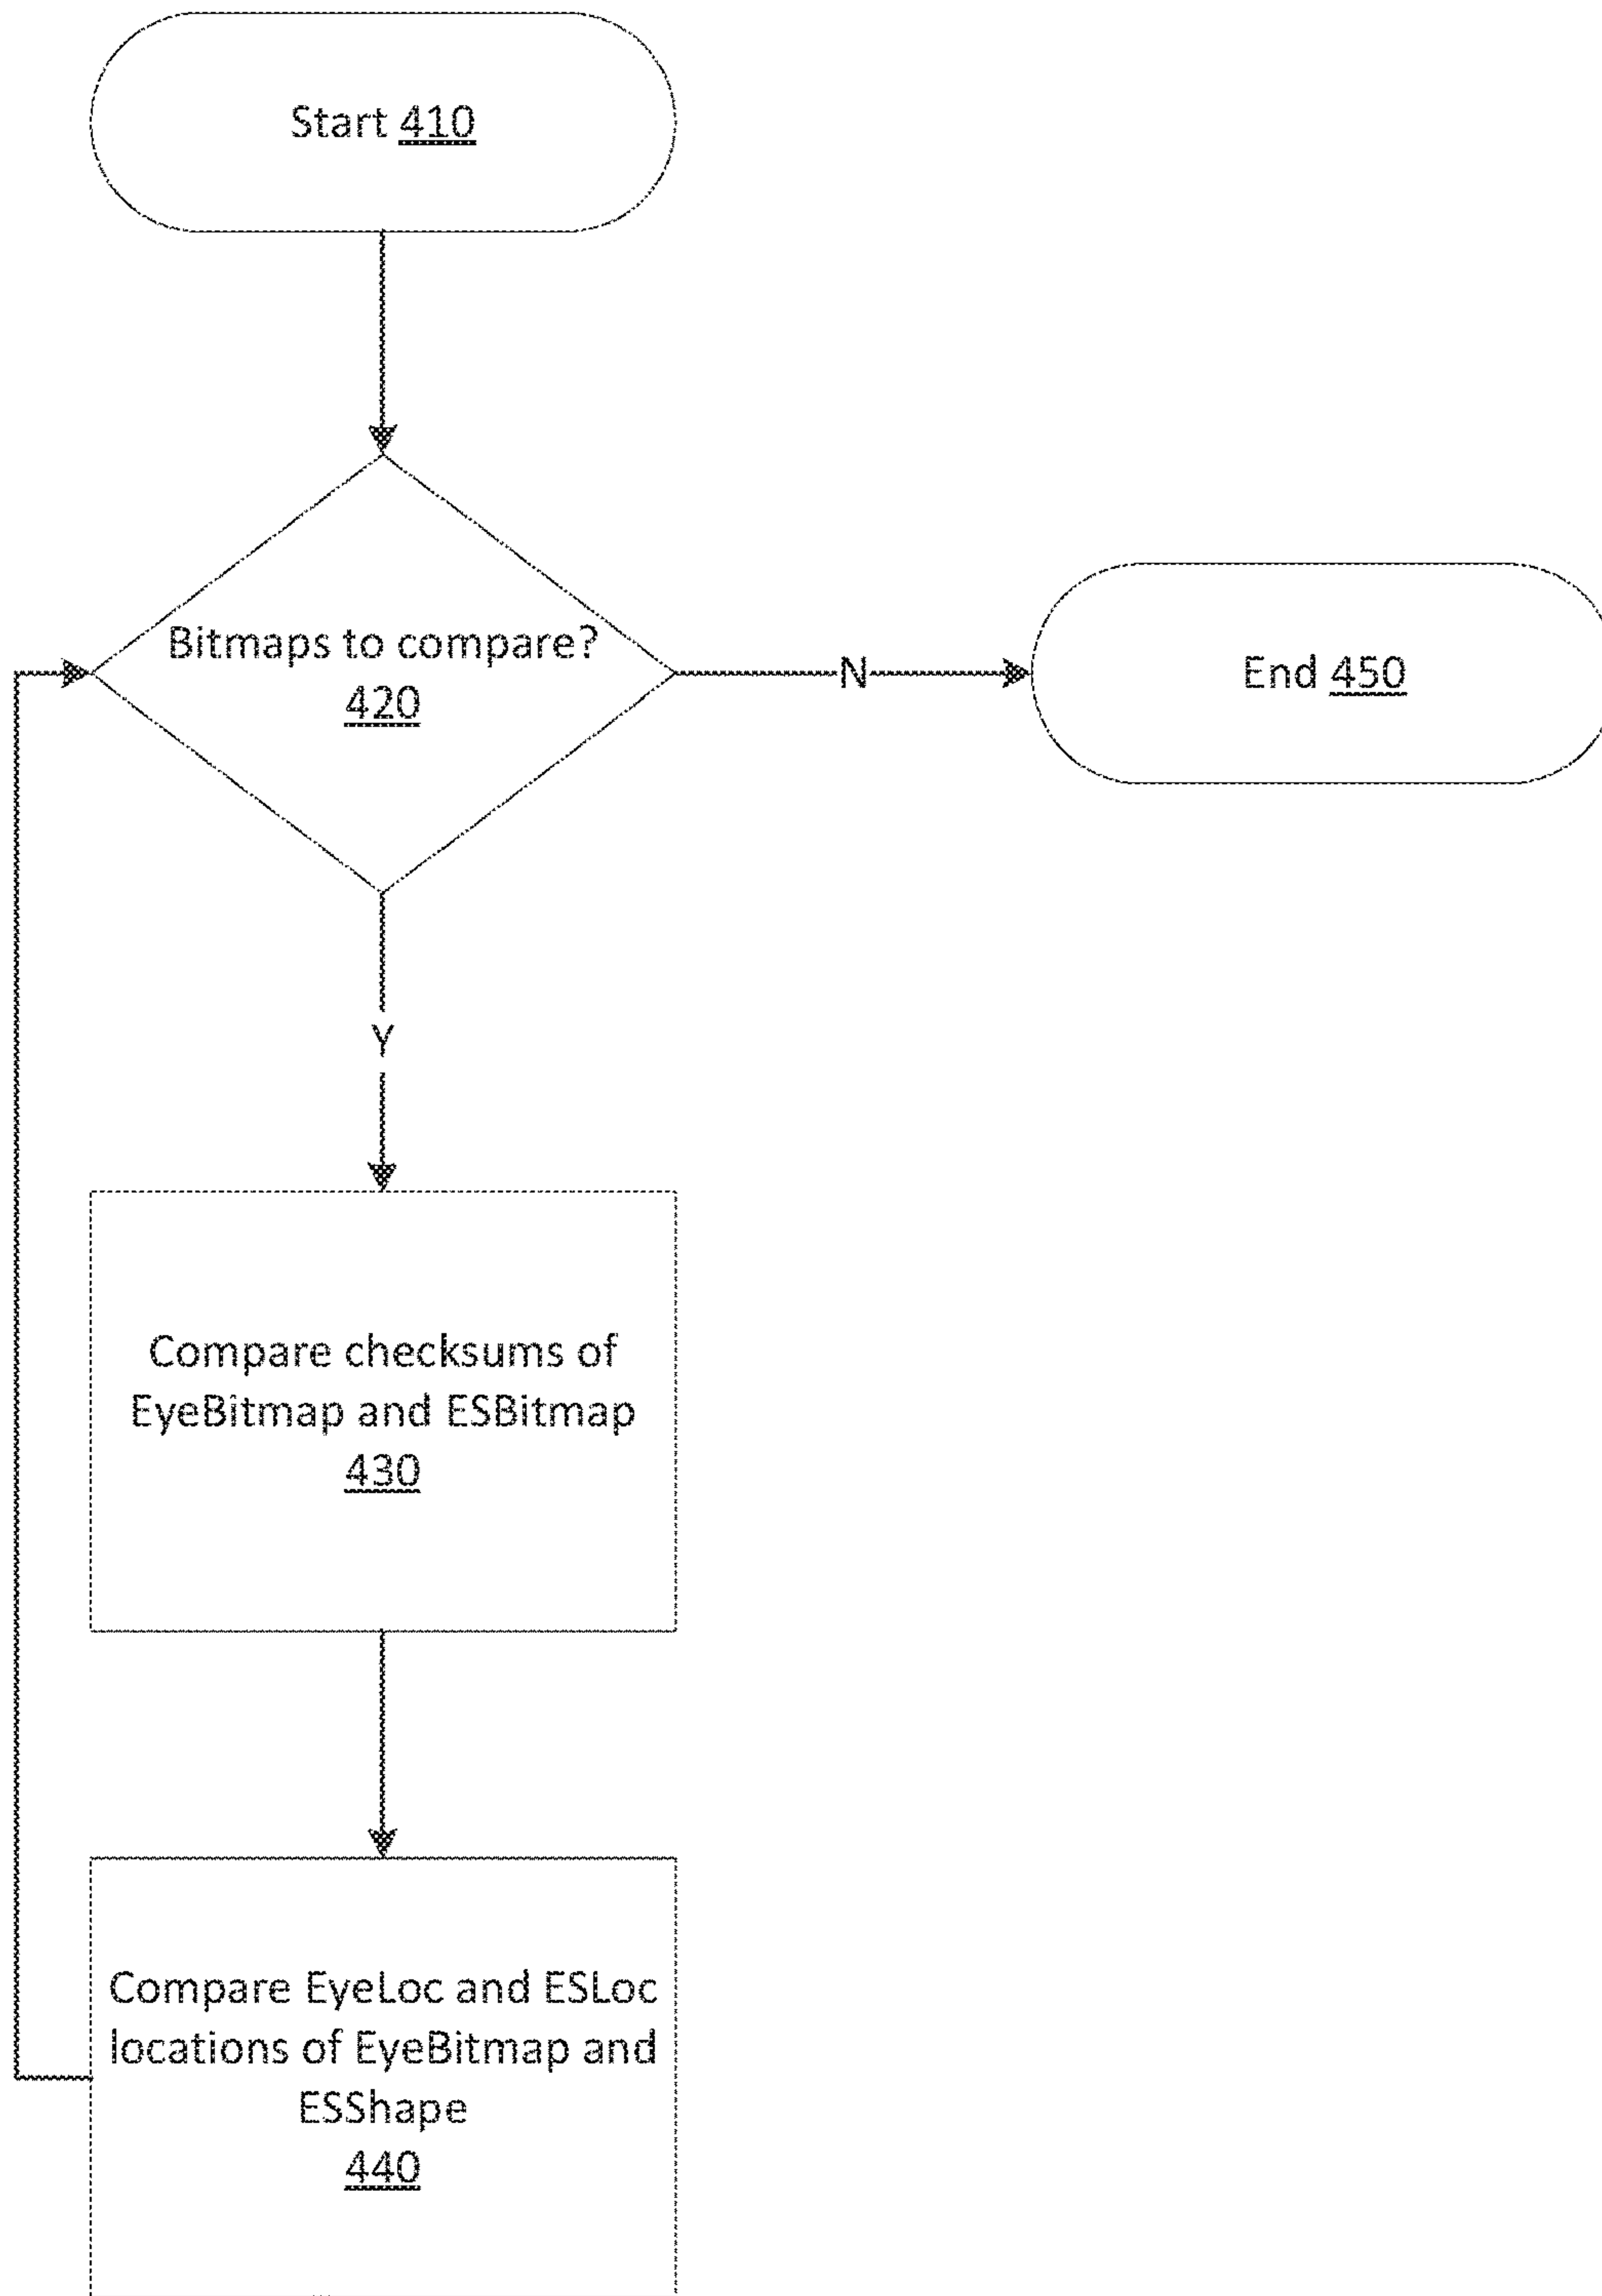 Start 410
Bitmaps to compare?
420
N
End 450
Y
Compare checksums of
EyeBitmap and ESBitmap
430
Compare EyeLoc and ESLoc
locations of EyeBitmap and
ESShape
440